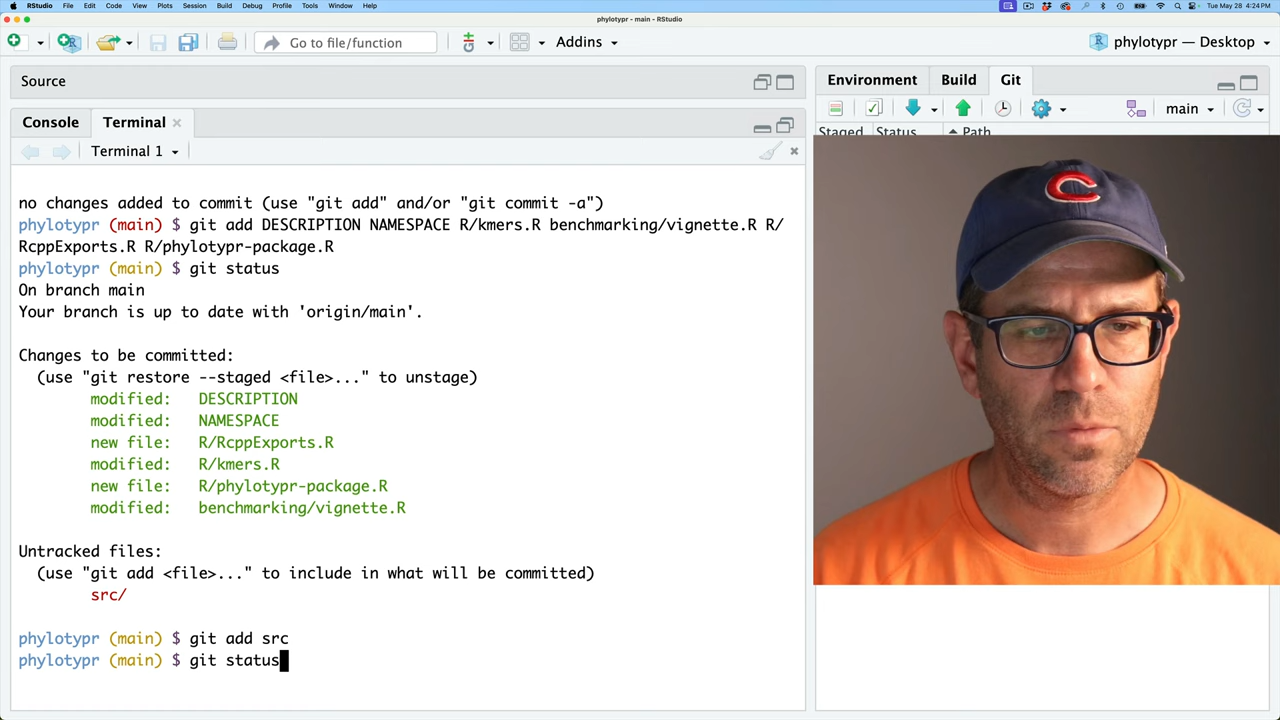 RStudio File Edit Code View Plots Session Build Debug Profile Tools Window Help Tue May 28 4:24 PM
phylotypr - main - RStudio
Go to file/function Addins phylotypr — Desktop
Source
Environment Build Git
Console Terminal
main
Staged Status Path
Terminal 1
no changes added to commit (use "git add" and/or "git commit -a")
phylotypr (main) $ git add DESCRIPTION NAMESPACE R/kmers.R benchmarking/vignette.R R/
RcppExports.R R/phylotypr-package.R
phylotypr (main) $ git status
On branch main
Your branch is up to date with 'origin/main'.
Changes to be committed:
(use "git restore --staged <file>..." to unstage)
modified: DESCRIPTION
modified: NAMESPACE
new file: R/RcppExports.R
modified: R/kmers.R
new file: R/phylotypr-package.R
modified: benchmarking/vignette.R
Untracked files:
(use "git add <file>..." to include in what will be committed)
src/
phylotypr (main) $ git add src
phylotypr (main) $ git status
C